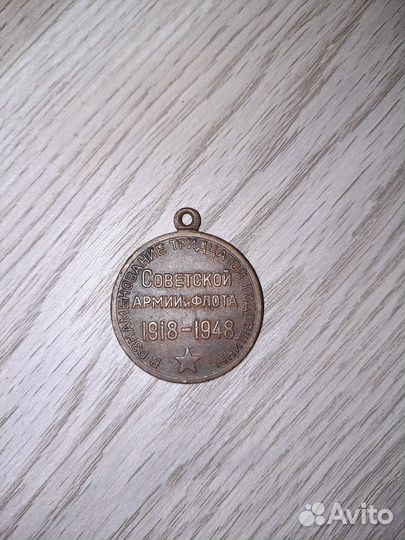 В ОЗНАМЕНОВАНИЕ ТРИДЦАТОЙ ГОДОВЩИНЫ
СОВЕТСКОЙ
АРМИИ и ФЛОТА
1918-1948
Avito